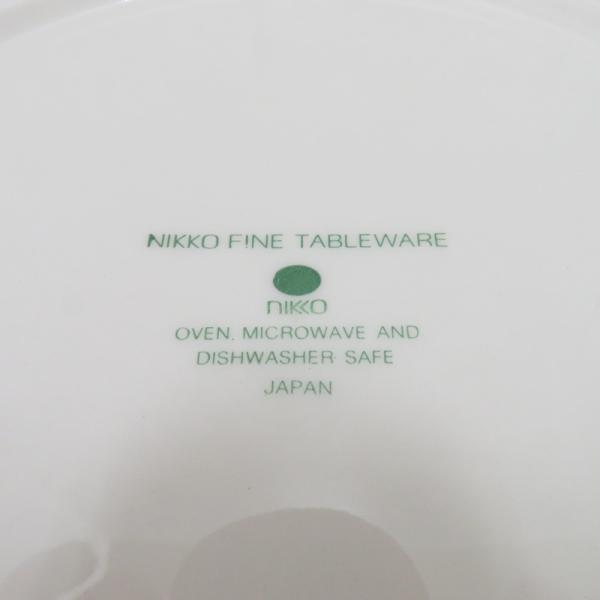 NIKKO FINE TABLEWARE
nikko
OVEN, MICROWAVE AND
DISHWASHER SAFE
JAPAN